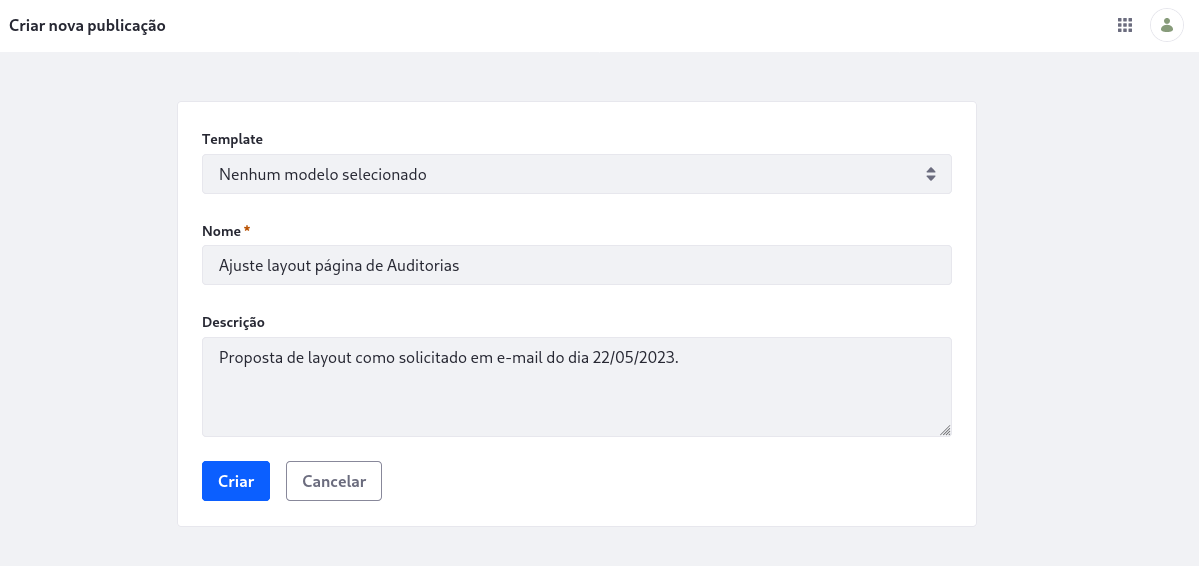 Criar nova publicação
Template
Nenhum modelo selecionado
Nome *
Ajuste layout página de Auditorias
Descrição
Proposta de layout como solicitado em e-mail do dia 22/05/2023.
Criar
Cancelar